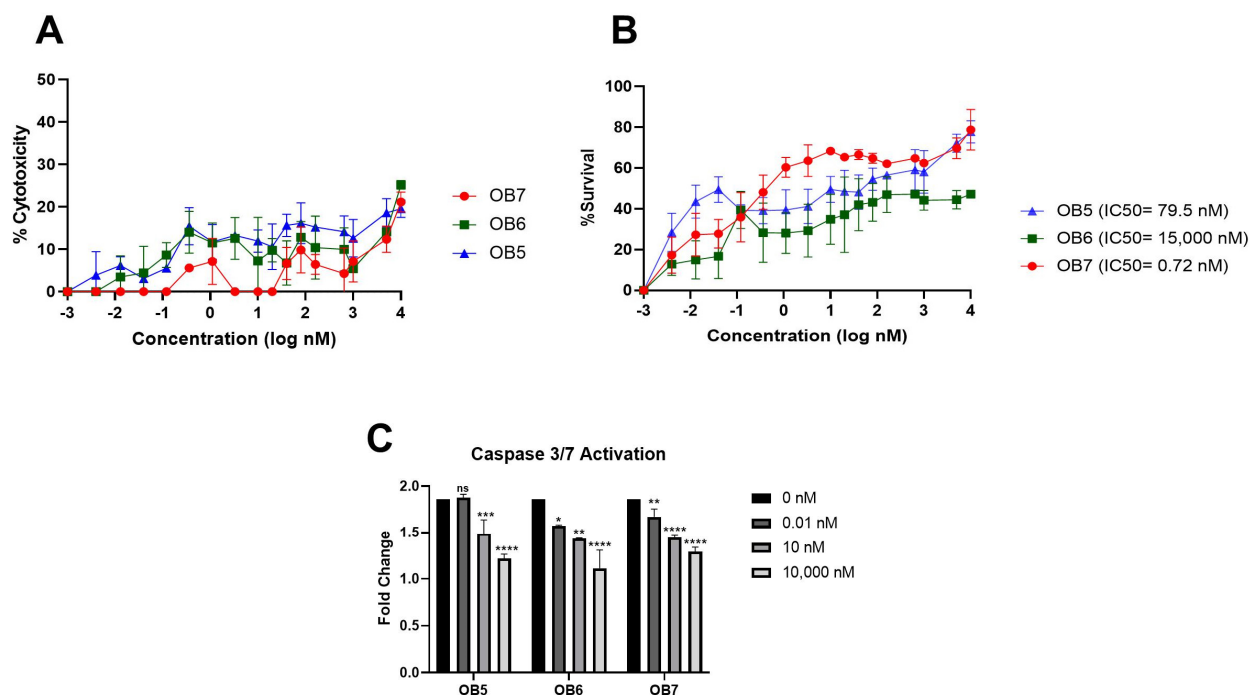 A
50
40
30
20
10
0
% Cytotoxicity
-3 -2 -1 0 1 2 3 4
Concentration (log nM)
OB7
OB6
OB5
B
100
80
60
40
20
0
%Survival
-3 -2 -1 0 1 2 3 4
Concentration (log nM)
OB5 (IC50= 79.5 nM)
OB6 (IC50= 15,000 nM)
OB7 (IC50= 0.72 nM)
C
Caspase 3/7 Activation
2.0
1.5
1.0
0.5
0.0
Fold Change
ns *** ****
* ** ****
** **** ****
OB5 OB6 OB7
0 nM
0.01 nM
10 nM
10,000 nM